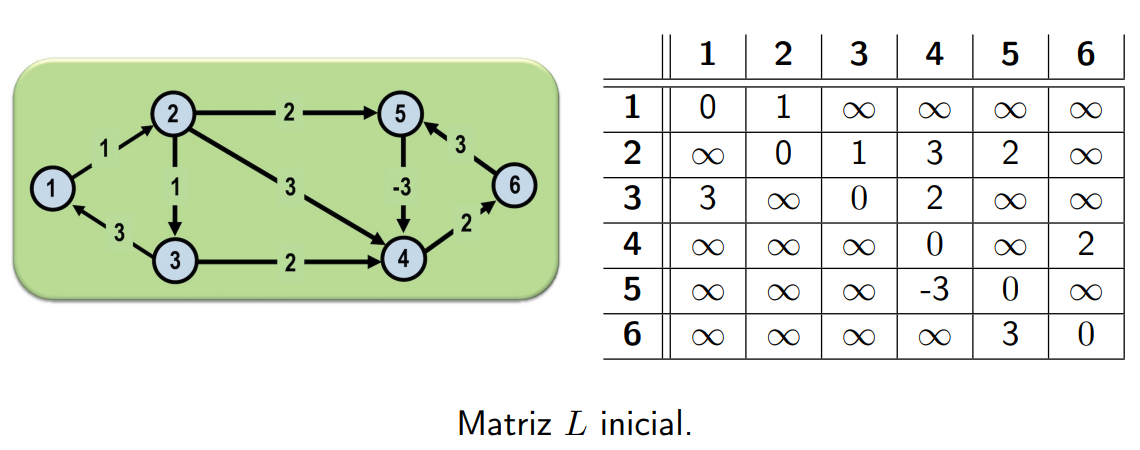 2 2 5
1 3
1 1 3 -3 6
3 2
3 2 4
1 2 3 4 5 6
1 0 1 ∞ ∞ ∞ ∞
2 ∞ 0 1 3 2 ∞
3 3 ∞ 0 2 ∞ ∞
4 ∞ ∞ ∞ 0 ∞ 2
5 ∞ ∞ ∞ -3 0 ∞
6 ∞ ∞ ∞ ∞ 3 0
Matriz L inicial.